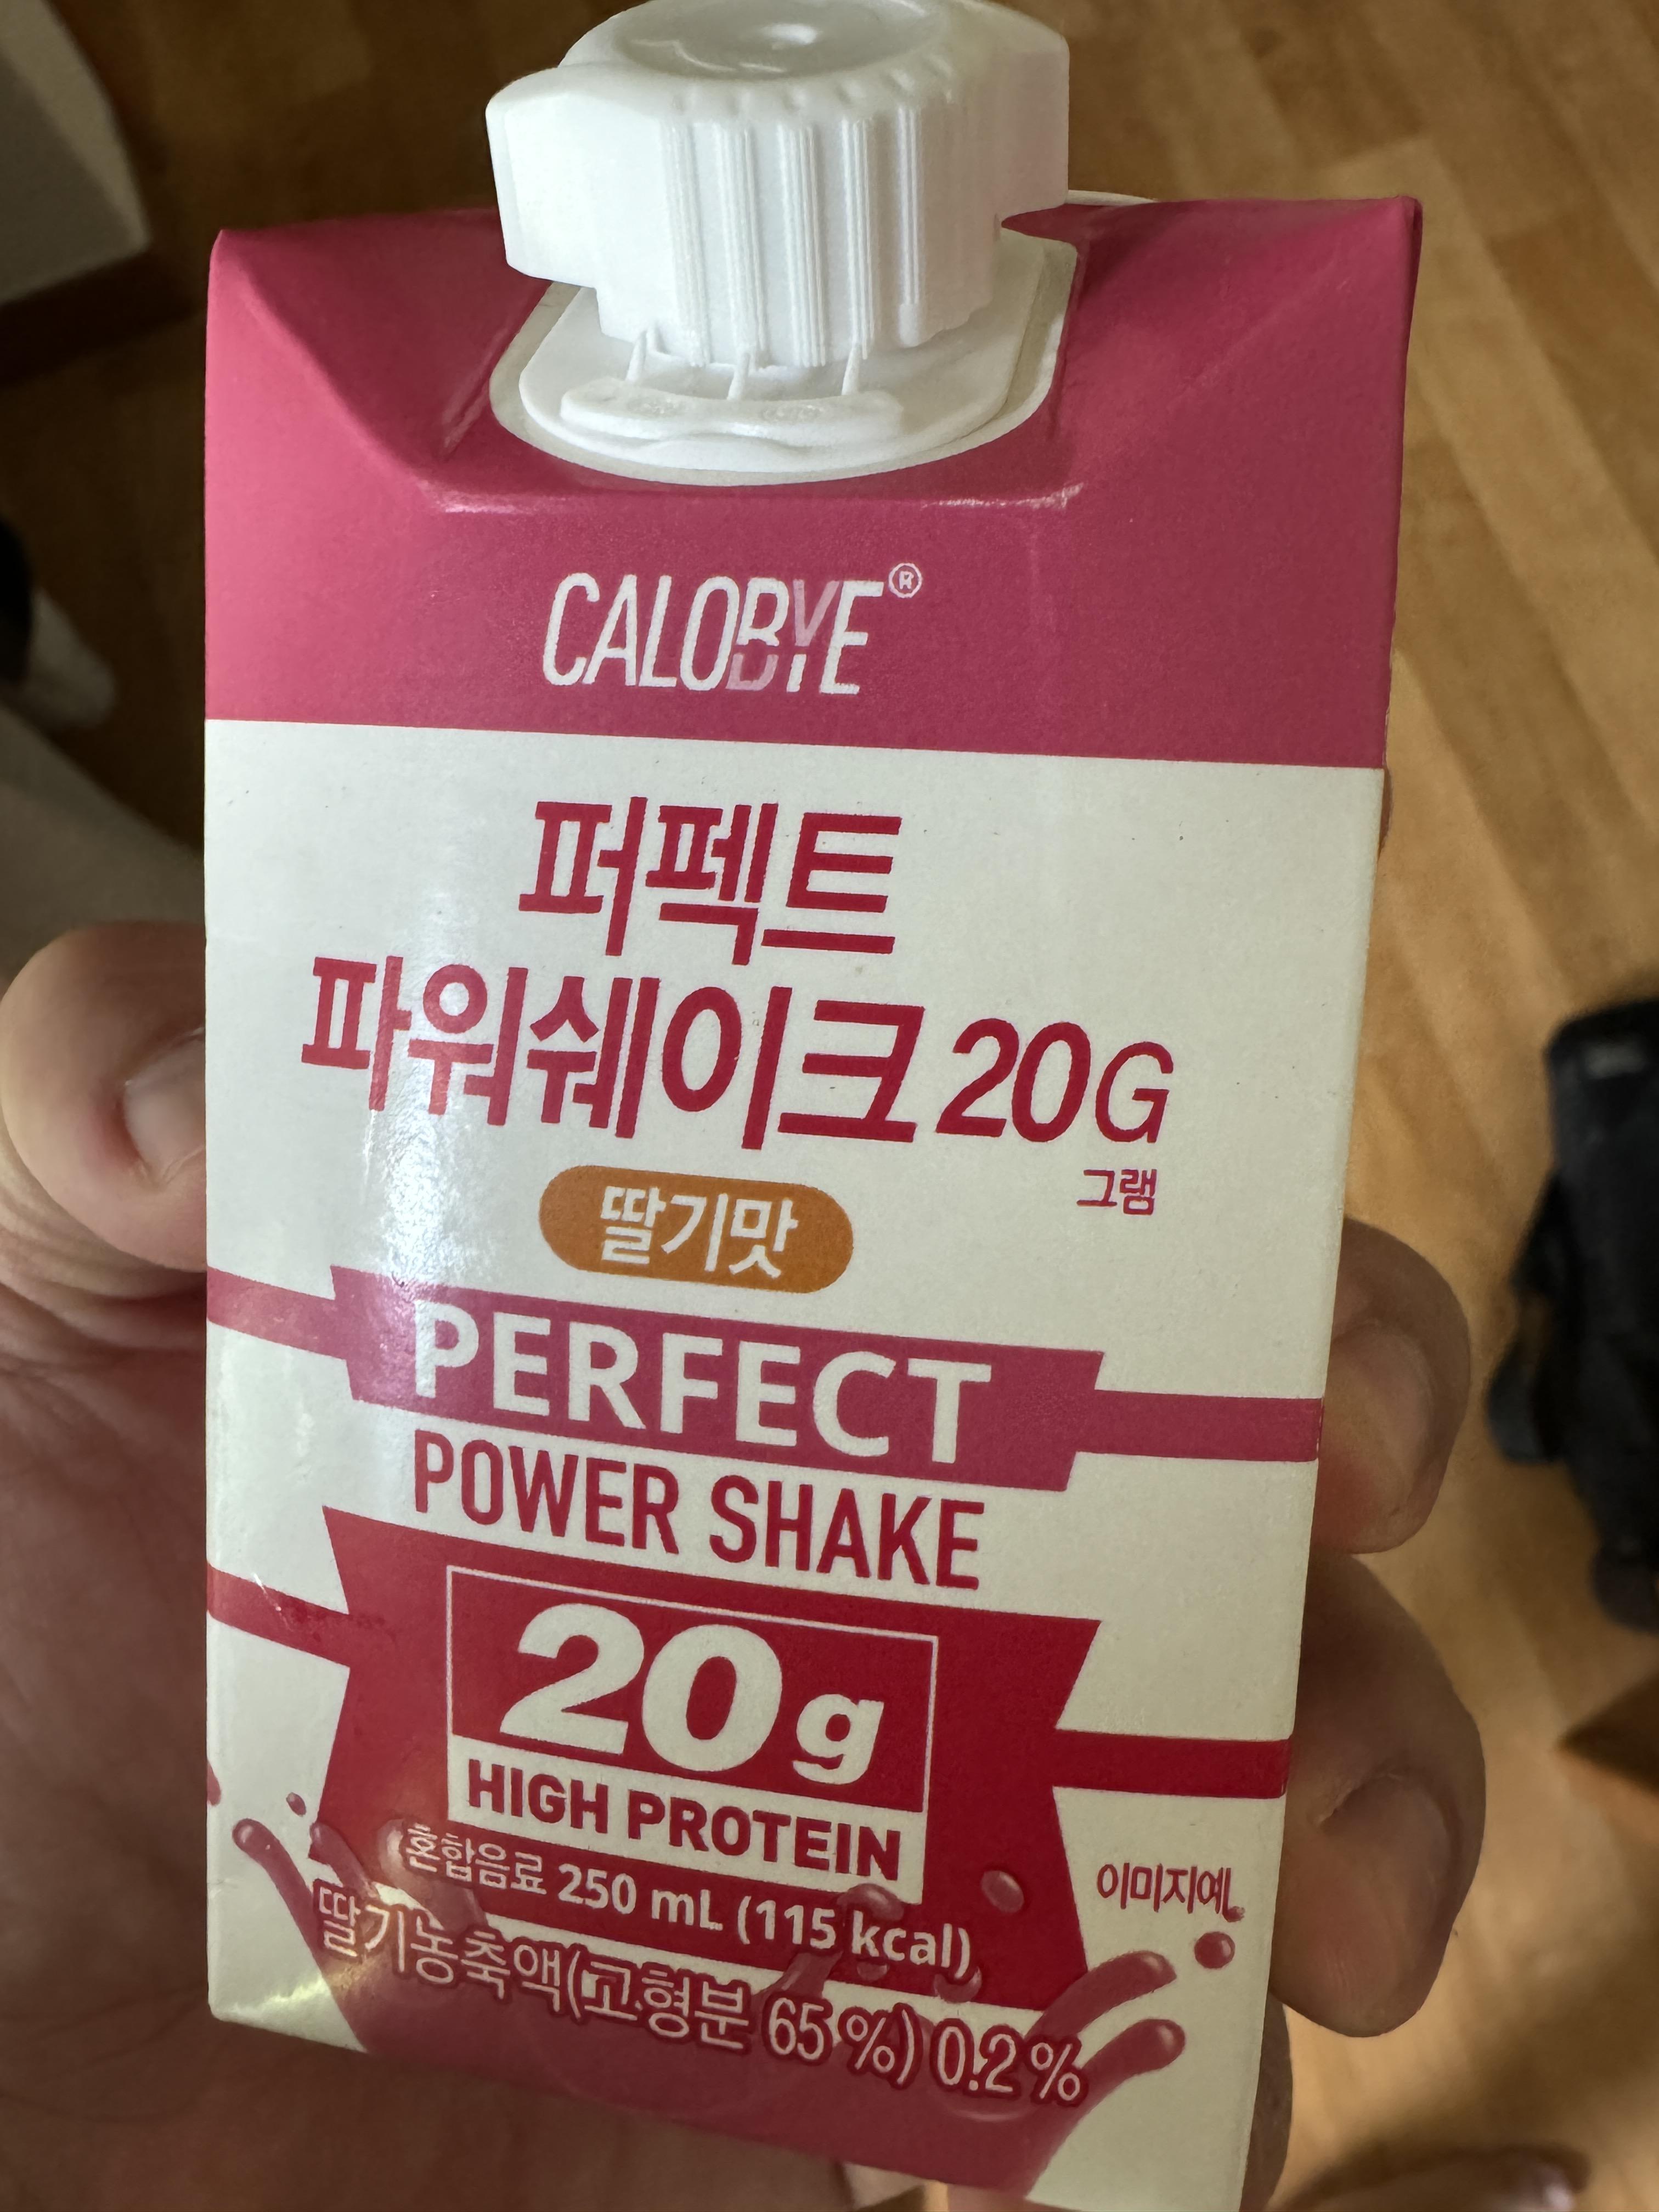 CALOBYE®
퍼펙트
파워쉐이크 20G
그램
딸기맛
PERFECT
POWER SHAKE
20g
HIGH PROTEIN
혼합음료 250 mL (115 kcal)
이미지예
딸기농축액(고형분 65 %) 0.2 %